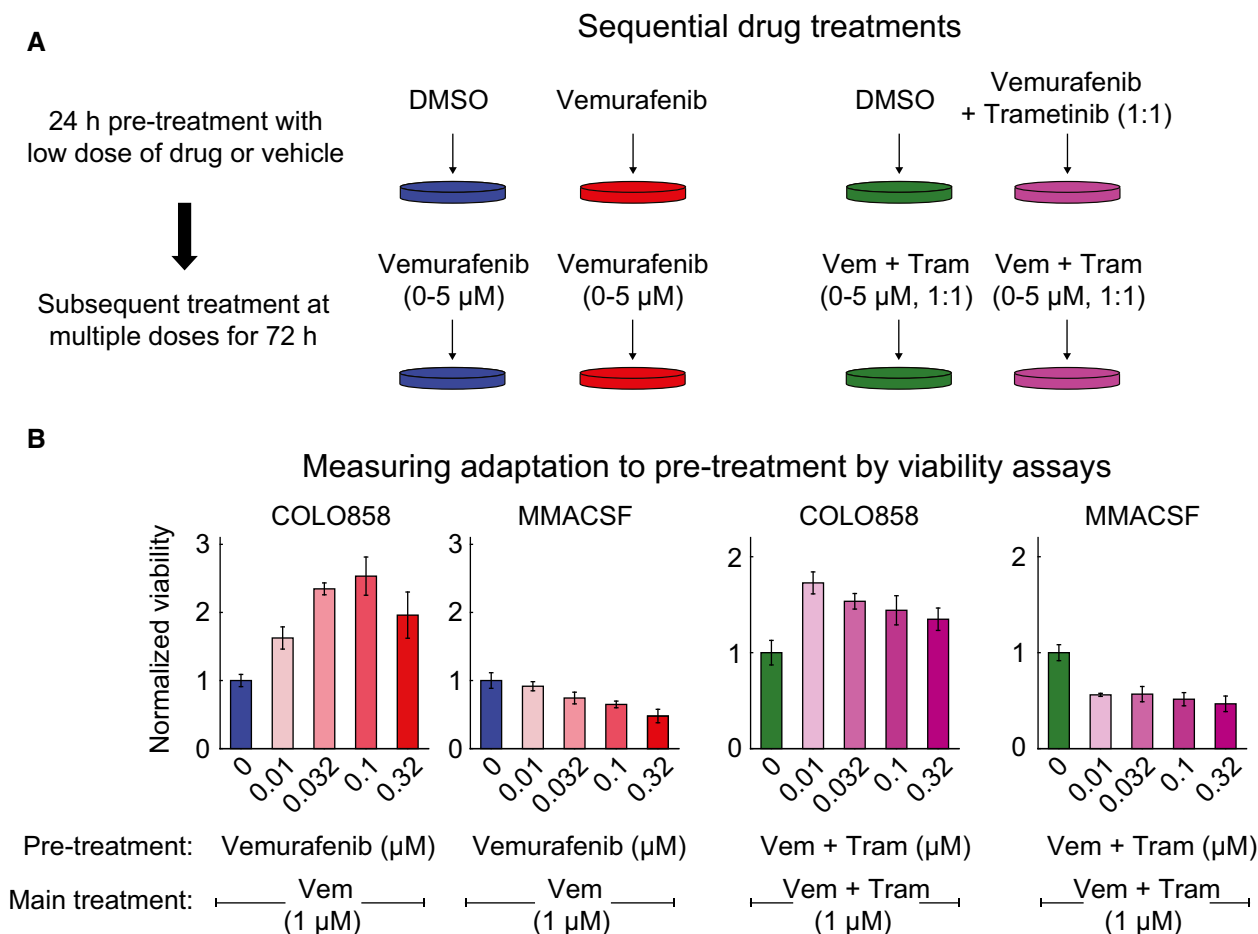 A
Sequential drug treatments
24 h pre-treatment with
low dose of drug or vehicle
Subsequent treatment at
multiple doses for 72 h
DMSO
Vemurafenib
DMSO
Vemurafenib
+ Trametinib (1:1)
Vemurafenib
(0-5 µM)
Vemurafenib
(0-5 µM)
Vem + Tram
(0-5 µM, 1:1)
Vem + Tram
(0-5 µM, 1:1)
B
Measuring adaptation to pre-treatment by viability assays
Normalized viability
COLO858
3
2
1
0
0
0.01
0.032
0.1
0.32
MMACSF
3
2
1
0
0
0.01
0.032
0.1
0.32
COLO858
2
1
0
0
0.01
0.032
0.1
0.32
MMACSF
2
1
0
0
0.01
0.032
0.1
0.32
Pre-treatment: Vemurafenib (µM) Vemurafenib (µM) Vem + Tram (µM) Vem + Tram (µM)
Main treatment: Vem Vem Vem + Tram Vem + Tram
(1 µM) (1 µM) (1 µM) (1 µM)